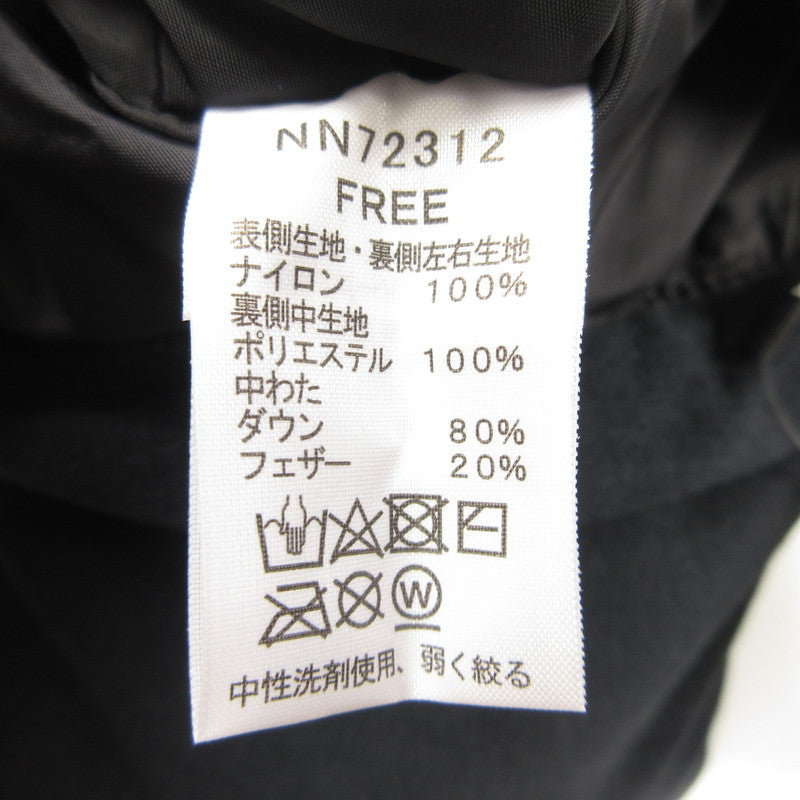 NN72312
FREE
表側生地・裏側左右生地
ナイロン 100%
裏側中生地
ポリエステル 100%
中わた
ダウン 80%
フェザー 20%
W
中性洗剤使用、弱く絞る